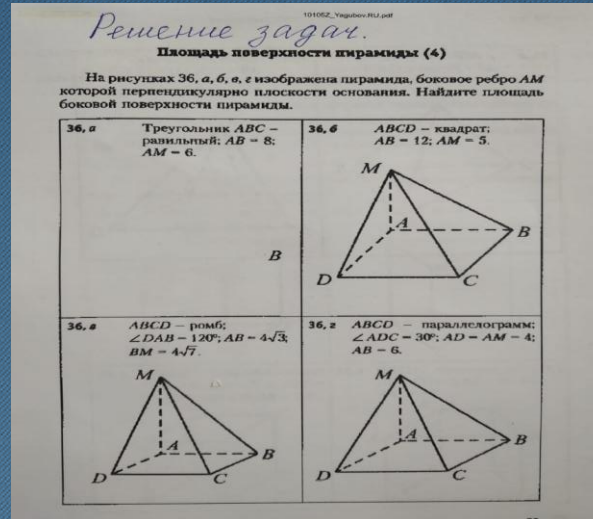 10106Z_Yagubov.RU.pdf
Решение задач.
Площадь поверхности пирамиды (4)
На рисунках 36, а, б, в, г изображена пирамида, боковое ребро AM
которой перпендикулярно плоскости основания. Найдите площадь
боковой поверхности пирамиды.
36, а Треугольник ABC –
равильный; AB = 8;
AM = 6.
B
36, б ABCD – квадрат;
AB = 12; AM = 5.
M
A
B
D
C
36, в ABCD – ромб;
∠DAB = 120°; AB = 4√3;
BM = 4√7.
M
A
B
D
C
36, г ABCD – параллелограмм;
∠ADC = 30°; AD = AM = 4;
AB = 6.
M
A
B
D
C